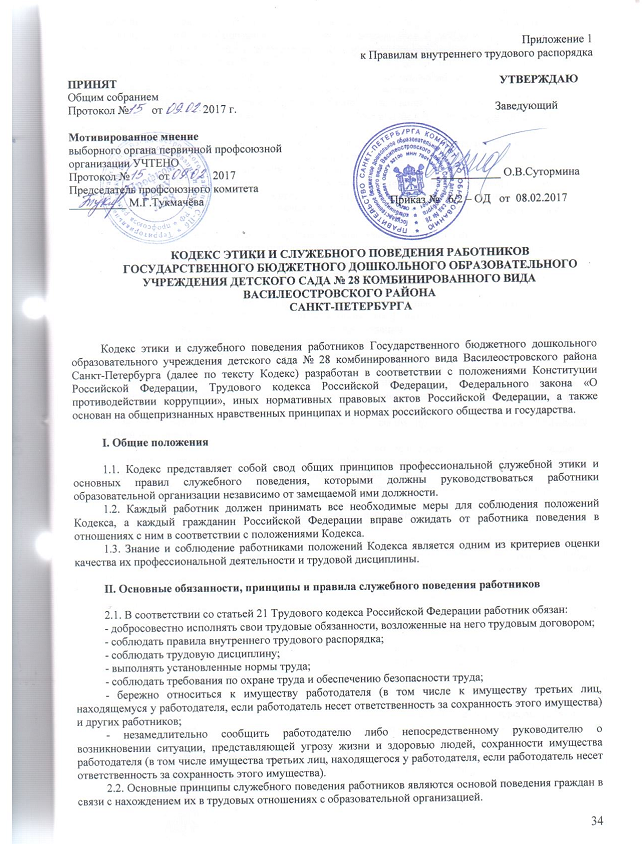 Приложение 1
к Правилам внутреннего трудового распорядка
ПРИНЯТ
Общим собранием
Протокол №15 от 07.02 2017 г.
УТВЕРЖДАЮ
Заведующий
Мотивированное мнение
выборного органа первичной профсоюзной
организации УЧТЕНО
Протокол № 15 от 07.02 2017
Председатель профсоюзного комитета
М.Г.Тукмачёва
О.В.Сутормина
Приказ № 6/2 – ОД от 08.02.2017
КОДЕКС ЭТИКИ И СЛУЖЕБНОГО ПОВЕДЕНИЯ РАБОТНИКОВ
ГОСУДАРСТВЕННОГО БЮДЖЕТНОГО ДОШКОЛЬНОГО ОБРАЗОВАТЕЛЬНОГО
УЧРЕЖДЕНИЯ ДЕТСКОГО САДА № 28 КОМБИНИРОВАННОГО ВИДА
ВАСИЛЕОСТРОВСКОГО РАЙОНА
САНКТ-ПЕТЕРБУРГА
Кодекс этики и служебного поведения работников Государственного бюджетного дошкольного
образовательного учреждения детского сада № 28 комбинированного вида Василеостровского района
Санкт-Петербурга (далее по тексту Кодекс) разработан в соответствии с положениями Конституции
Российской Федерации, Трудового кодекса Российской Федерации, Федерального закона «О
противодействии коррупции», иных нормативных правовых актов Российской Федерации, а также
основан на общепризнанных нравственных принципах и нормах российского общества и государства.
I. Общие положения
1.1. Кодекс представляет собой свод общих принципов профессиональной служебной этики и
основных правил служебного поведения, которыми должны руководствоваться работники
образовательной организации независимо от замещаемой ими должности.
1.2. Каждый работник должен принимать все необходимые меры для соблюдения положений
Кодекса, а каждый гражданин Российской Федерации вправе ожидать от работника поведения в
отношениях с ним в соответствии с положениями Кодекса.
1.3. Знание и соблюдение работниками положений Кодекса является одним из критериев оценки
качества их профессиональной деятельности и трудовой дисциплины.
II. Основные обязанности, принципы и правила служебного поведения работников
2.1. В соответствии со статьей 21 Трудового кодекса Российской Федерации работник обязан:
- добросовестно исполнять свои трудовые обязанности, возложенные на него трудовым договором;
- соблюдать правила внутреннего трудового распорядка;
- соблюдать трудовую дисциплину;
- выполнять установленные нормы труда;
- соблюдать требования по охране труда и обеспечению безопасности труда;
- бережно относиться к имуществу работодателя (в том числе к имуществу третьих лиц,
находящемуся у работодателя, если работодатель несет ответственность за сохранность этого имущества)
и других работников;
- незамедлительно сообщить работодателю либо непосредственному руководителю о
возникновении ситуации, представляющей угрозу жизни и здоровью людей, сохранности имущества
работодателя (в том числе имущества третьих лиц, находящегося у работодателя, если работодатель несет
ответственность за сохранность этого имущества).
2.2. Основные принципы служебного поведения работников являются основой поведения граждан в
связи с нахождением их в трудовых отношениях с образовательной организацией.
34